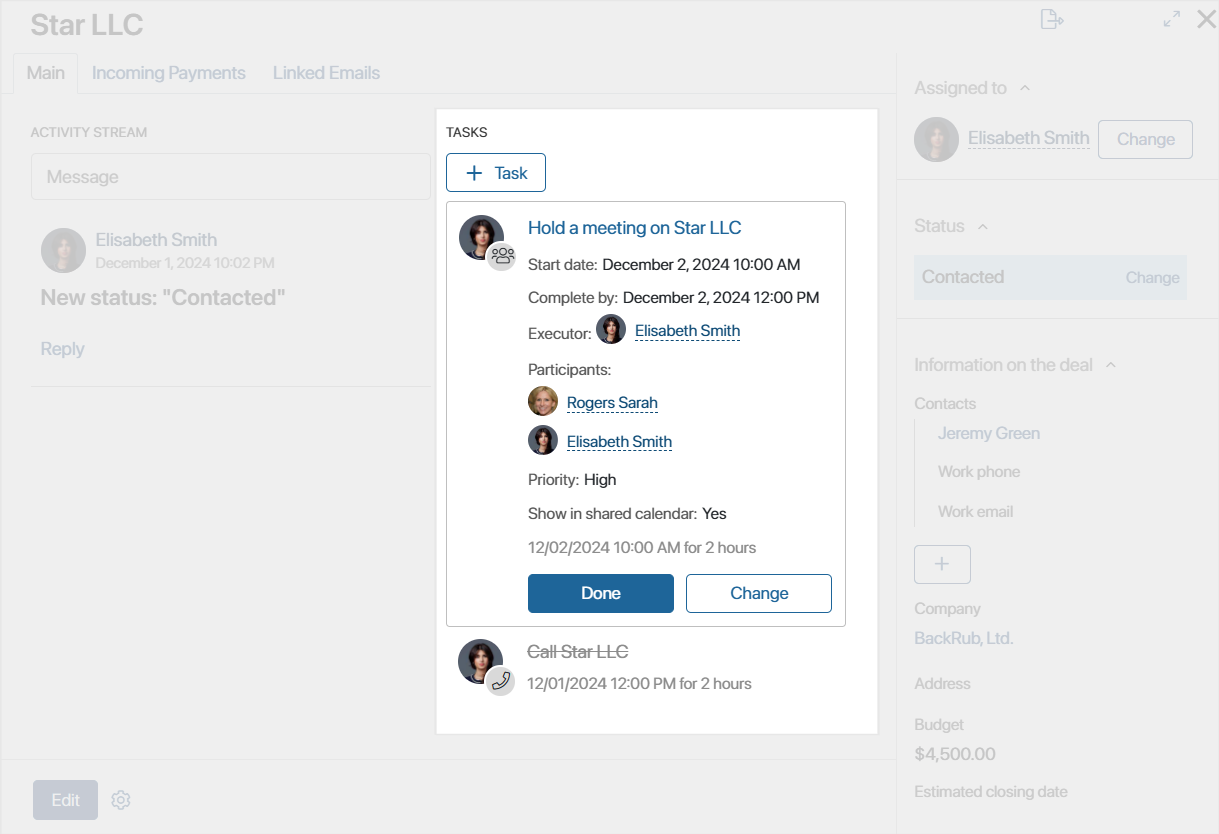 Star LLC
Main
Incoming Payments
Linked Emails
ACTIVITY STREAM
Message
Elisabeth Smith
December 1, 2024 10:02 PM
New status: "Contacted"
Reply
TASKS
Task
Hold a meeting on Star LLC
Start date: December 2, 2024 10:00 AM
Complete by: December 2, 2024 12:00 PM
Executor: Elisabeth Smith
Participants:
Rogers Sarah
Elisabeth Smith
Priority: High
Show in shared calendar: Yes
12/02/2024 10:00 AM for 2 hours
Done
Change
Call Star LLC
12/01/2024 12:00 PM for 2 hours
Assigned to
Elisabeth Smith
Change
Status
Contacted
Change
Information on the deal
Contacts
Jeremy Green
Work phone
Work email
Company
BackRub, Ltd.
Address
Budget
$4,500.00
Estimated closing date
Edit